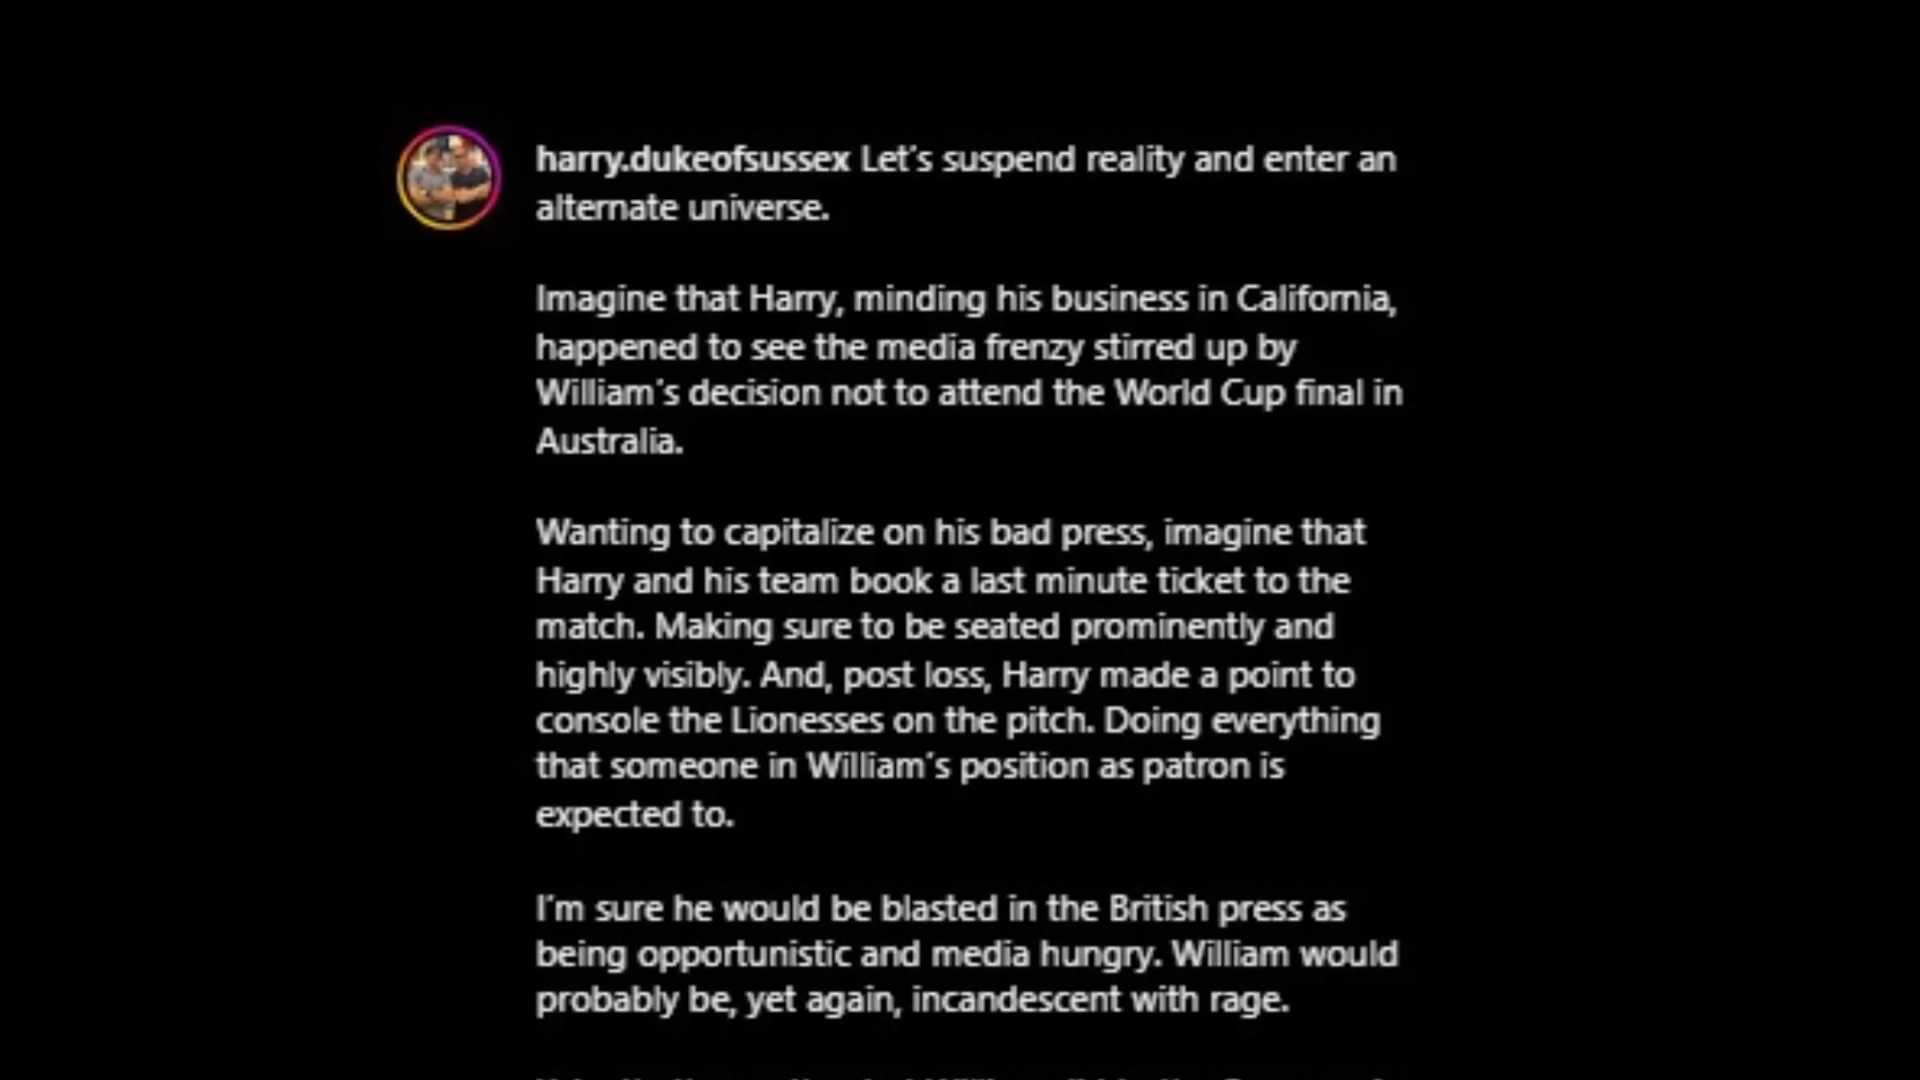 harry.dukeofsussex Let's suspend reality and enter an
alternate universe.
Imagine that Harry, minding his business in California,
happened to see the media frenzy stirred up by
William's decision not to attend the World Cup final in
Australia.
Wanting to capitalize on his bad press, imagine that
Harry and his team book a last minute ticket to the
match. Making sure to be seated prominently and
highly visibly. And, post loss, Harry made a point to
console the Lionesses on the pitch. Doing everything
that someone in William's position as patron is
expected to.
I'm sure he would be blasted in the British press as
being opportunistic and media hungry. William would
probably be, yet again, incandescent with rage.